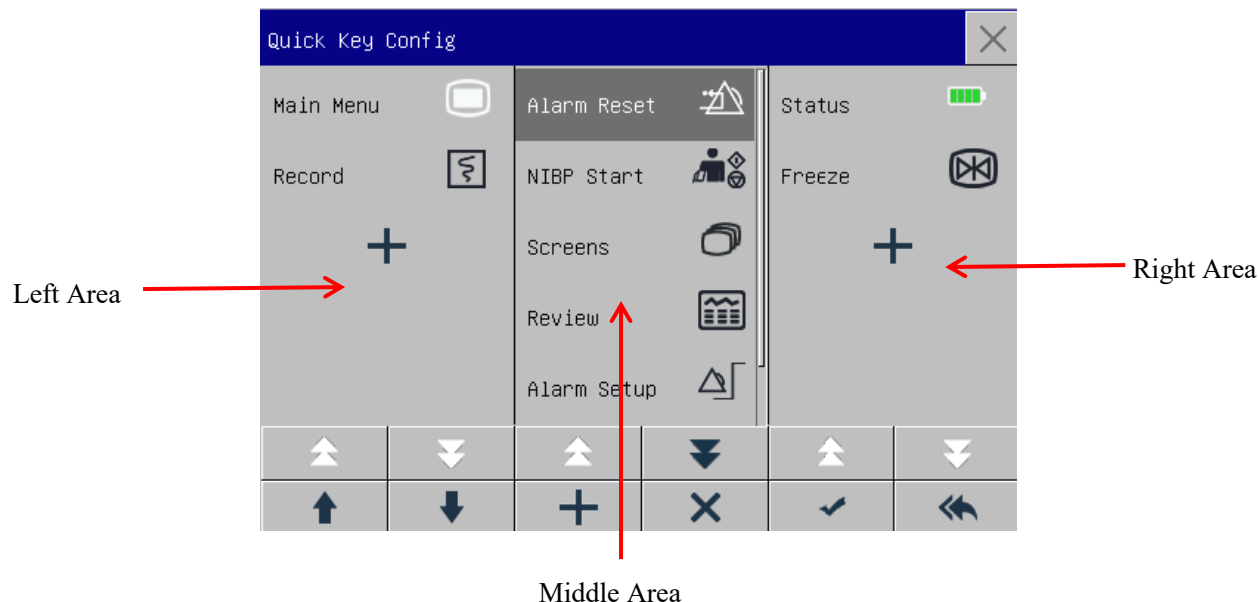 Quick Key Config
Main Menu
Alarm Reset
Status
Record
NIBP Start
Freeze
Screens
Left Area
Right Area
Review
Alarm Setup
Middle Area